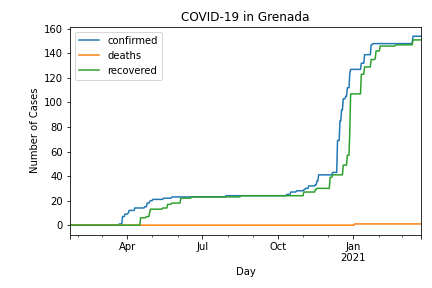 COVID-19 in Grenada
confirmed
deaths
recovered
Number of Cases
160
140
120
100
80
60
40
20
0
Apr
Jul
Oct
Jan
2021
Day